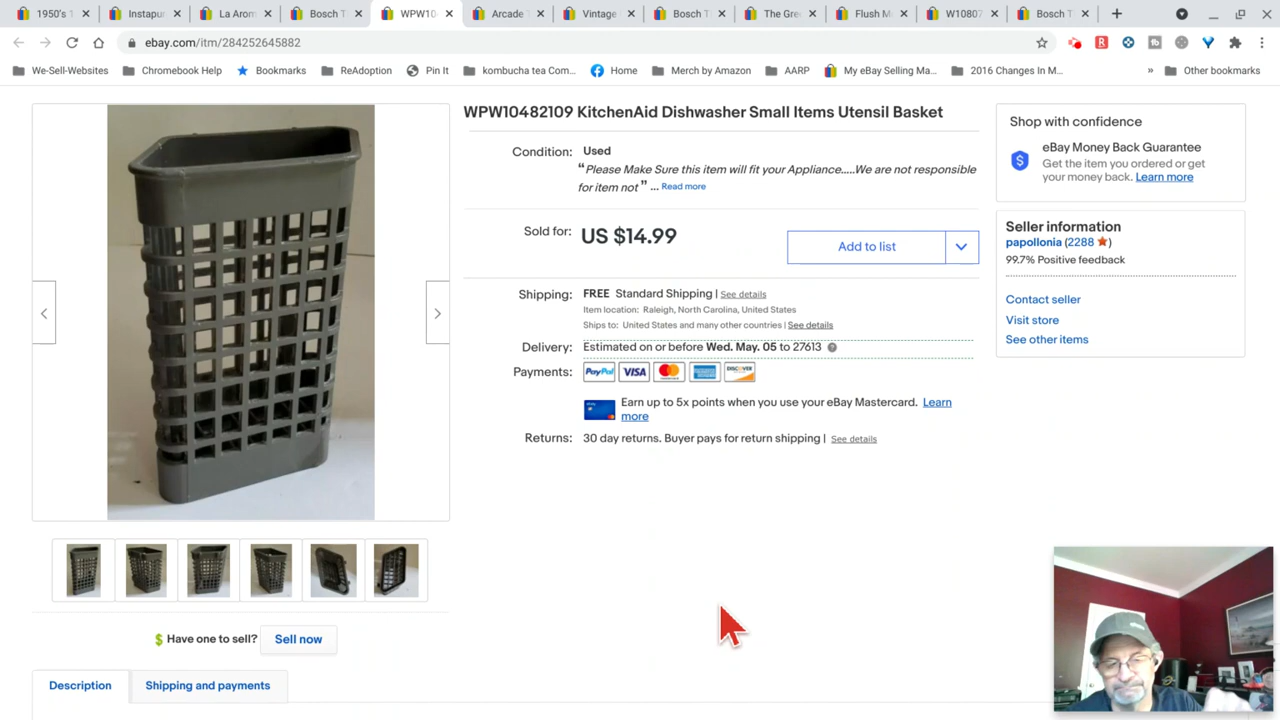 1950's 1
Instapur
La Arom
Bosch T
WPW10
Arcade T
Vintage
Bosch T
The Gre
Flush M
W10807
Bosch T
ebay.com/itm/284252645882
We-Sell-Websites
Chromebook Help
Bookmarks
ReAdoption
Pin It
kombucha tea Com...
Home
Merch by Amazon
AARP
My eBay Selling Ma...
2016 Changes In M...
»
Other bookmarks
WPW10482109 KitchenAid Dishwasher Small Items Utensil Basket
Condition: Used
“Please Make Sure this item will fit your Appliance.....We are not responsible
for item not ” ... Read more
Sold for: US $14.99
Add to list
Shipping: FREE Standard Shipping | See details
Item location: Raleigh, North Carolina, United States
Ships to: United States and many other countries | See details
Delivery: Estimated on or before Wed. May. 05 to 27613
Payments: PayPal VISA
Earn up to 5x points when you use your eBay Mastercard. Learn
more
Returns: 30 day returns. Buyer pays for return shipping | See details
Shop with confidence
eBay Money Back Guarantee
Get the item you ordered or get
your money back. Learn more
Seller information
papollonia (2288 ★)
99.7% Positive feedback
Contact seller
Visit store
See other items
Have one to sell? Sell now
Description
Shipping and payments